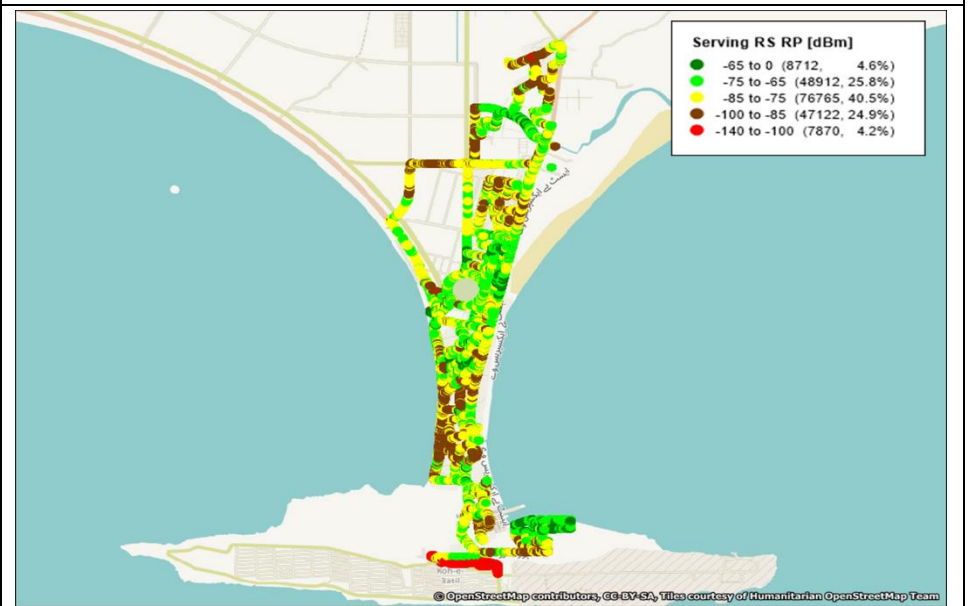 Serving RS RP [dBm]
-65 to 0 (8712, 4.6%)
-75 to -65 (48912, 25.8%)
-85 to -75 (76765, 40.5%)
-100 to -85 (47122, 24.9%)
-140 to -100 (7870, 4.2%)
Koh-e-
© OpenStreetMap contributors, CC-BY-SA, Tiles courtesy of Humanitarian OpenStreetMap Team